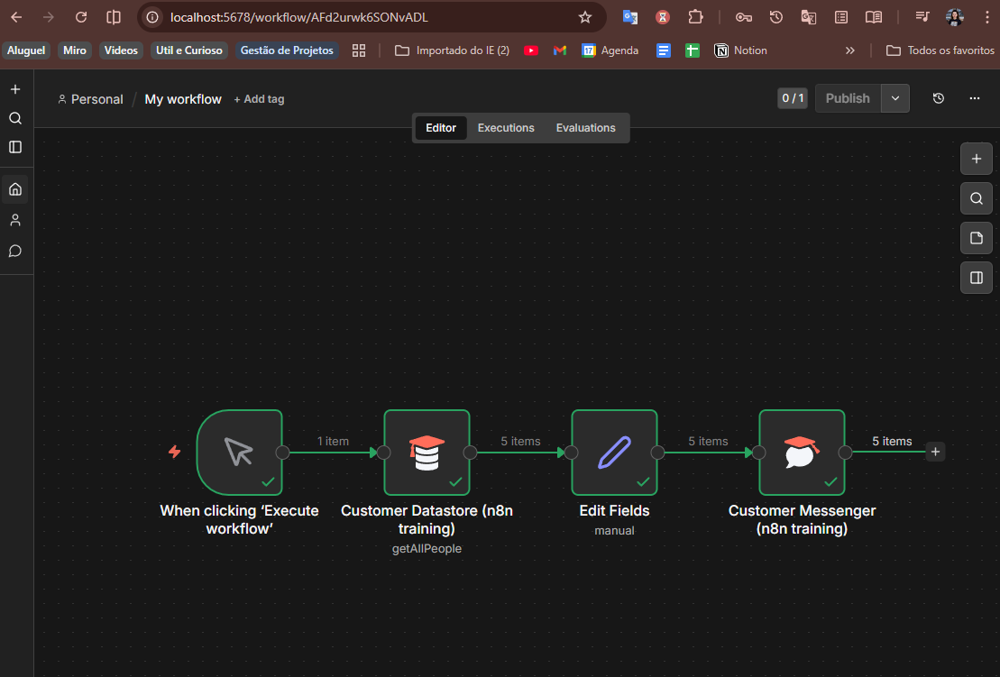 localhost:5678/workflow/AFd2urwk6SONvADL
Aluguel Miro Videos Util e Curioso Gestão de Projetos Importado do IE (2) 17 Agenda Notion Todos os favoritos
Personal / My workflow + Add tag 0 / 1 Publish
Editor Executions Evaluations
1 item 5 items 5 items 5 items
When clicking ‘Execute workflow’
Customer Datastore (n8n training)
getAllPeople
Edit Fields
manual
Customer Messenger (n8n training)